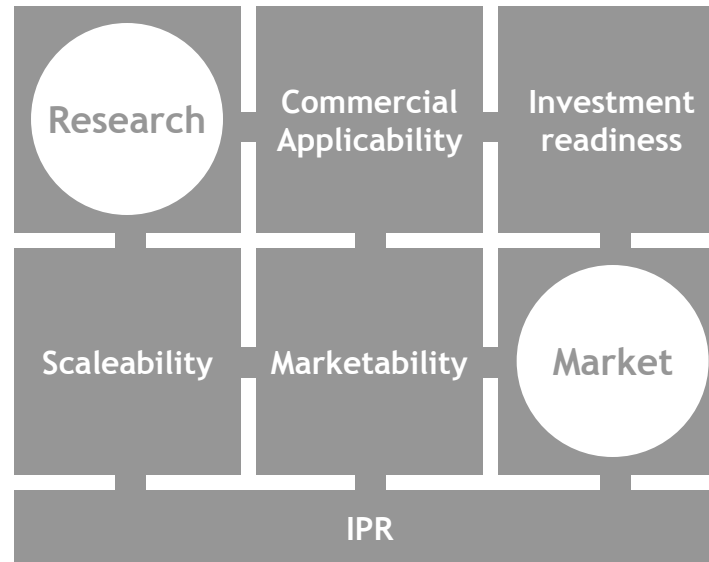 Research
Commercial
Applicability
Investment
readiness
Scaleability
Marketability
Market
IPR